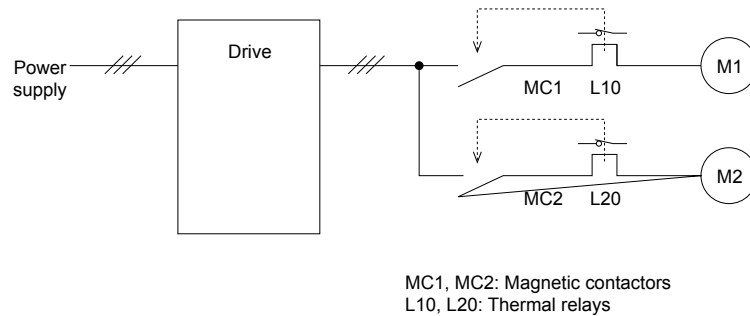 Power
supply
Drive
MC1
L10
M1
MC2
L20
M2
MC1, MC2: Magnetic contactors
L10, L20: Thermal relays